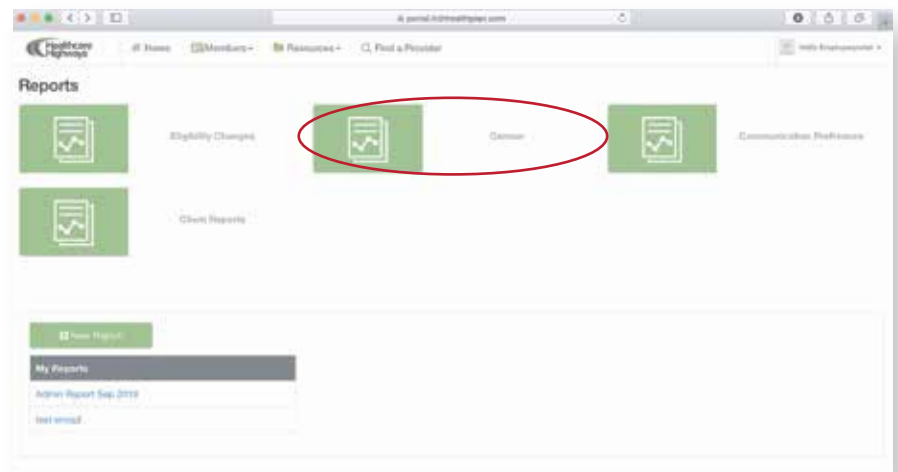 Healthcare
Highways
Home Members Resources Find a Provider
Reports
Eligibility Changes
Census
Communication Preference
Client Reports
New Report
My Reports
Admin Report Sep 2019
test email